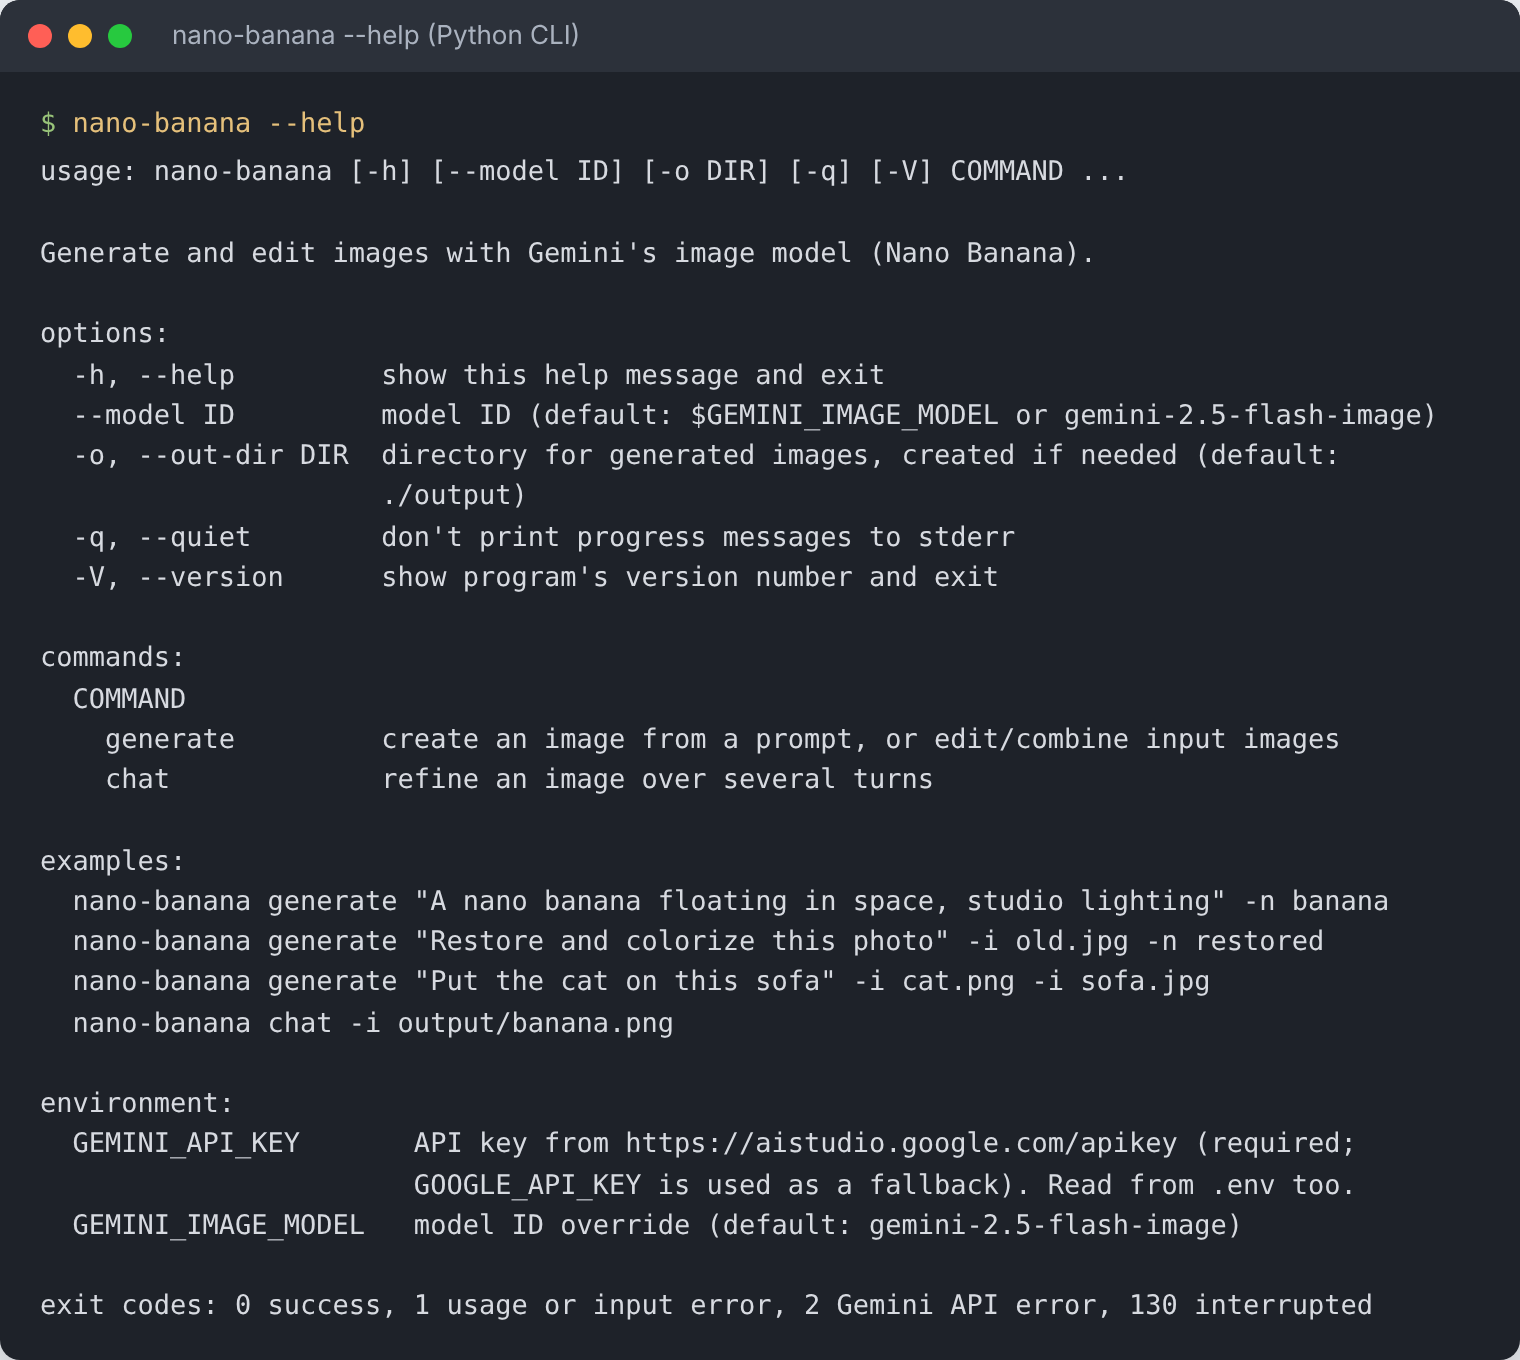 nano-banana --help (Python CLI)
$ nano-banana --help
usage: nano-banana [-h] [--model ID] [-o DIR] [-q] [-V] COMMAND ...

Generate and edit images with Gemini's image model (Nano Banana).

options:
  -h, --help         show this help message and exit
  --model ID         model ID (default: $GEMINI_IMAGE_MODEL or gemini-2.5-flash-image)
  -o, --out-dir DIR  directory for generated images, created if needed (default:
                     ./output)
  -q, --quiet        don't print progress messages to stderr
  -V, --version      show program's version number and exit

commands:
  COMMAND
    generate         create an image from a prompt, or edit/combine input images
    chat             refine an image over several turns

examples:
  nano-banana generate "A nano banana floating in space, studio lighting" -n banana
  nano-banana generate "Restore and colorize this photo" -i old.jpg -n restored
  nano-banana generate "Put the cat on this sofa" -i cat.png -i sofa.jpg
  nano-banana chat -i output/banana.png

environment:
  GEMINI_API_KEY       API key from https://aistudio.google.com/apikey (required;
                       GOOGLE_API_KEY is used as a fallback). Read from .env too.
  GEMINI_IMAGE_MODEL   model ID override (default: gemini-2.5-flash-image)

exit codes: 0 success, 1 usage or input error, 2 Gemini API error, 130 interrupted